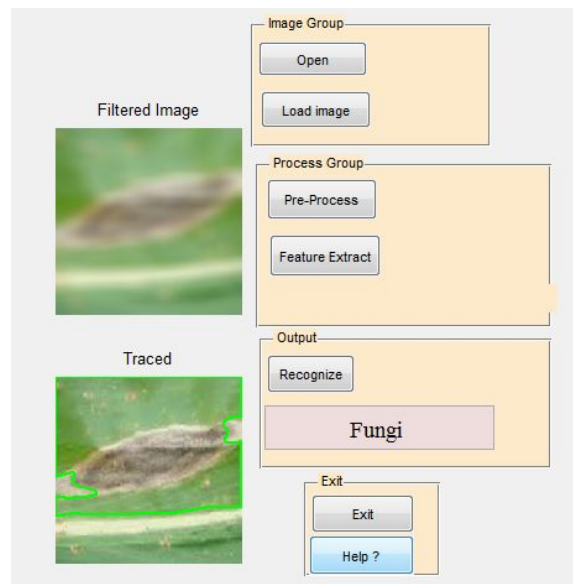 Image Group
Open
Load image
Filtered Image
Process Group
Pre-Process
Feature Extract
Traced
Output
Recognize
Fungi
Exit
Exit
Help ?